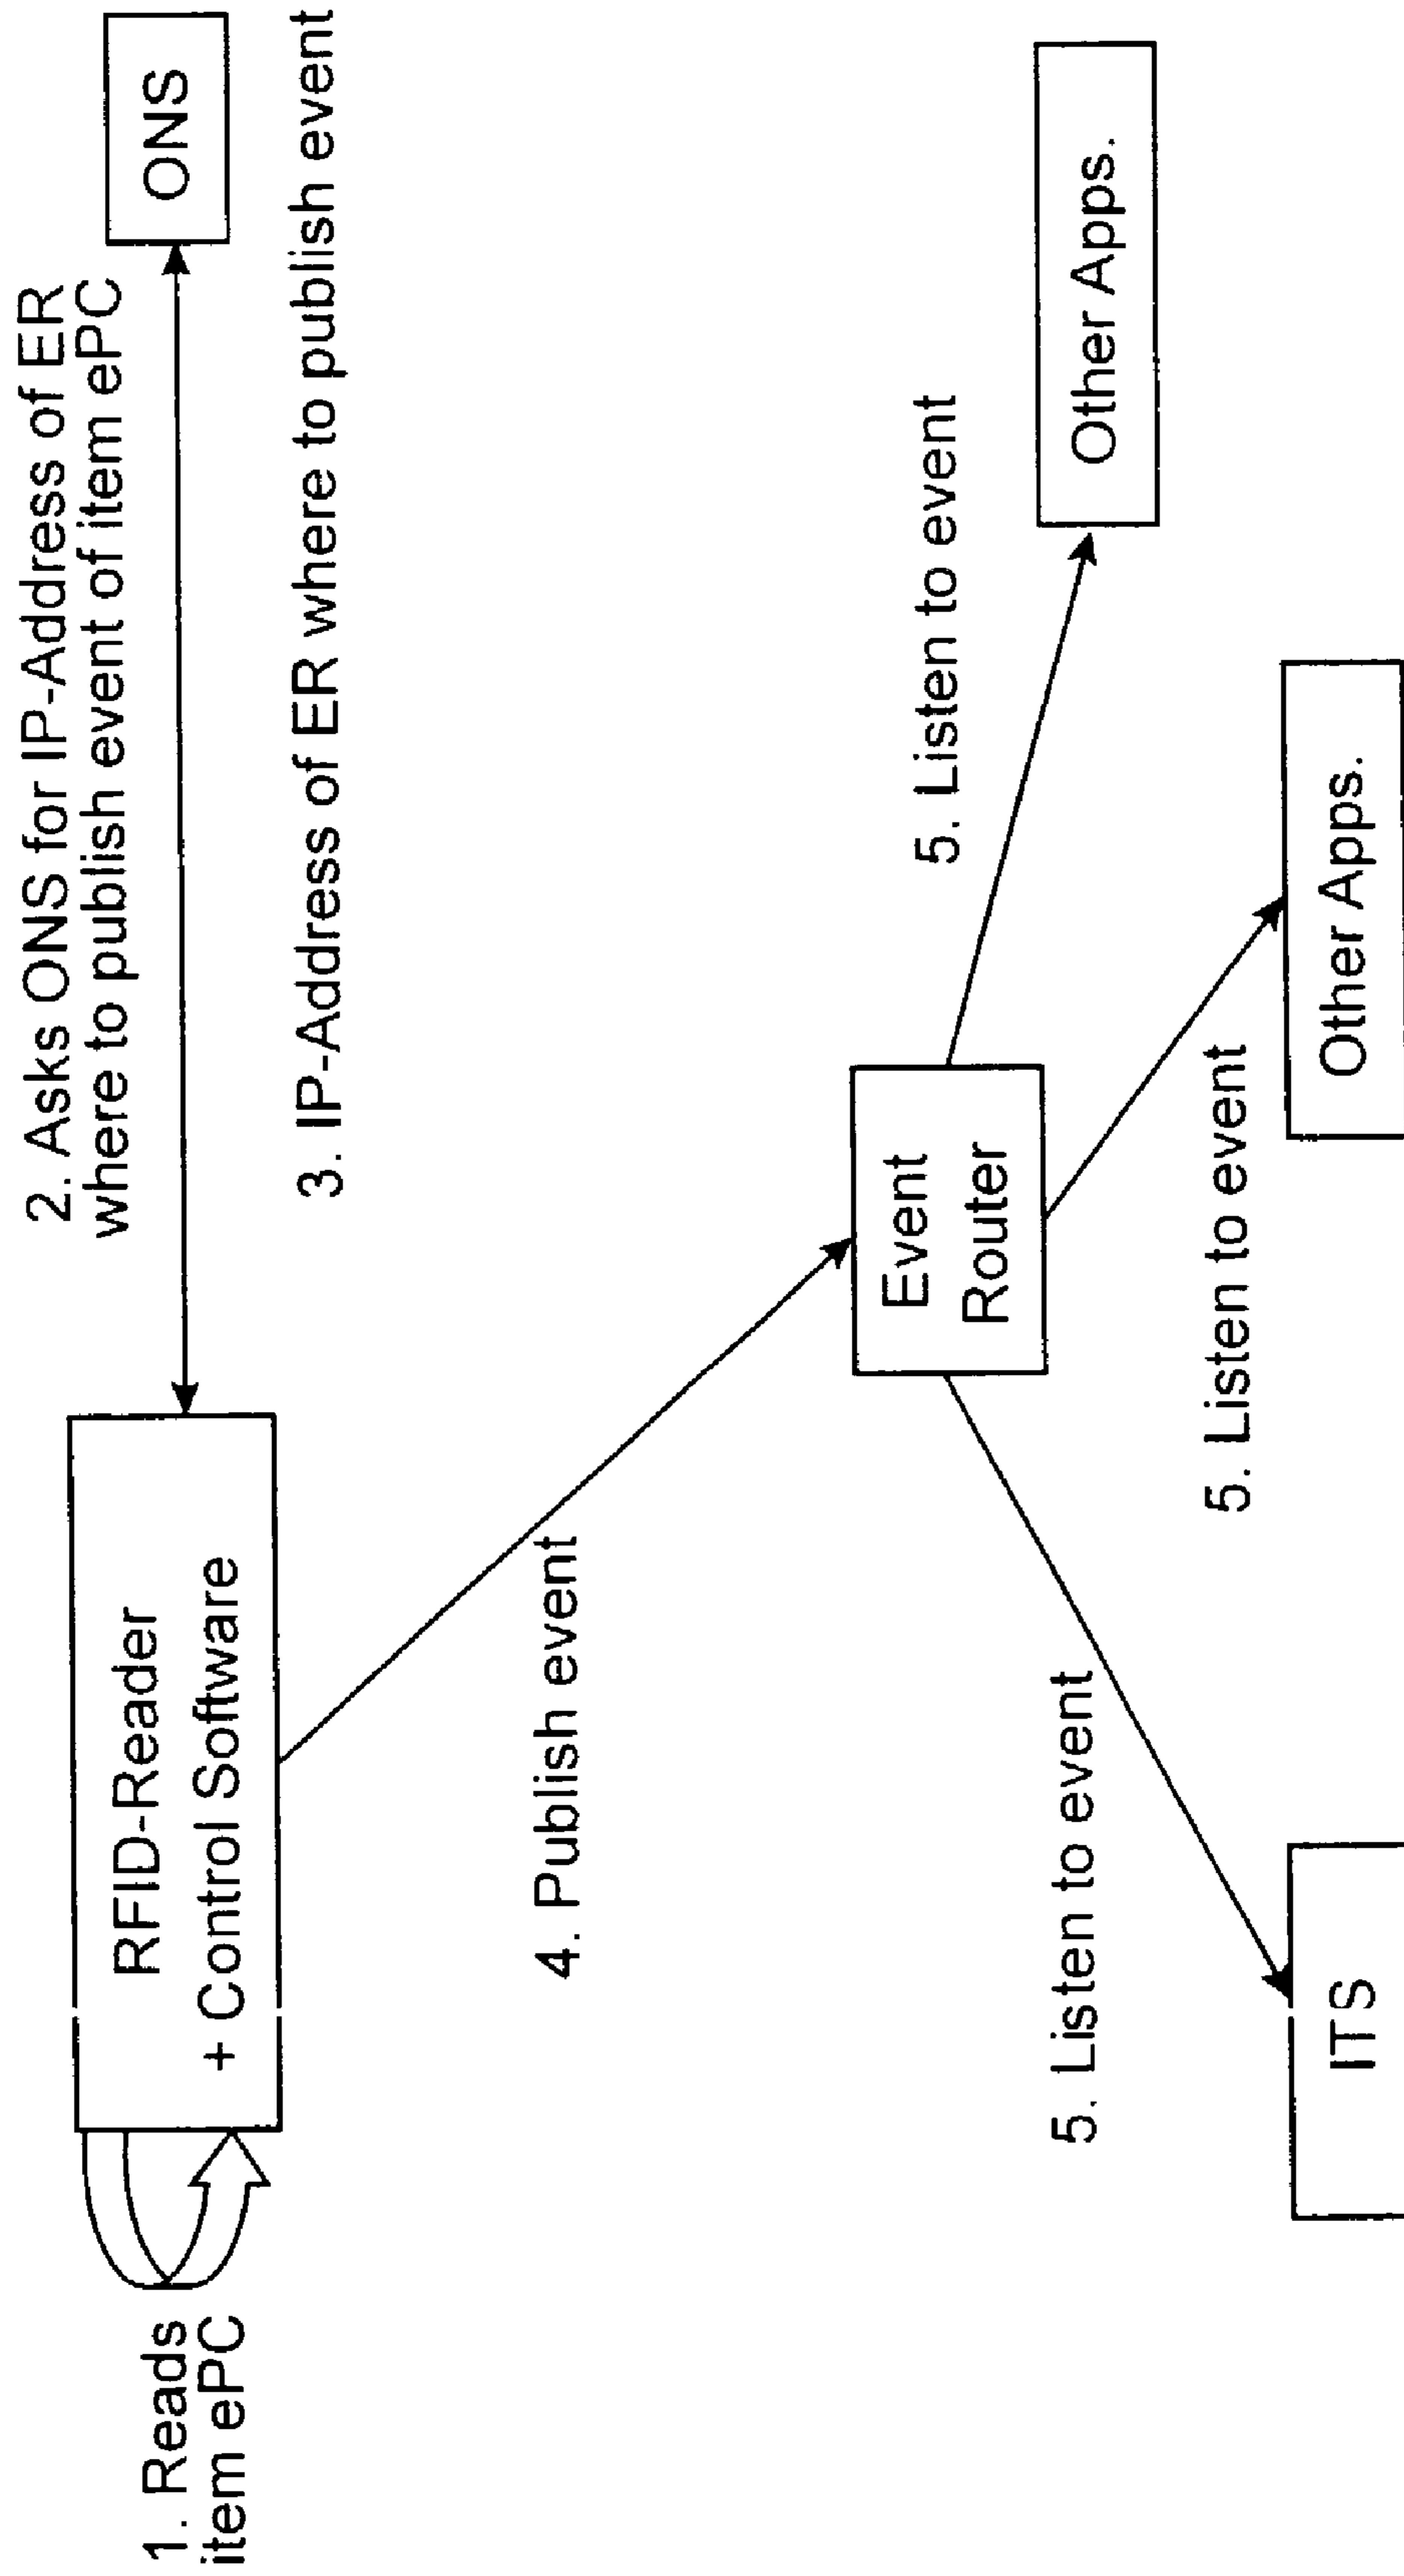 1. Reads
item ePC
RFID-Reader
+ Control Software
2. Asks ONS for IP-Address of ER
where to publish event of item ePC
ONS
3. IP-Address of ER where to publish event
4. Publish event
Event
Router
5. Listen to event
5. Listen to event
5. Listen to event
ITS
Other Apps.
Other Apps.